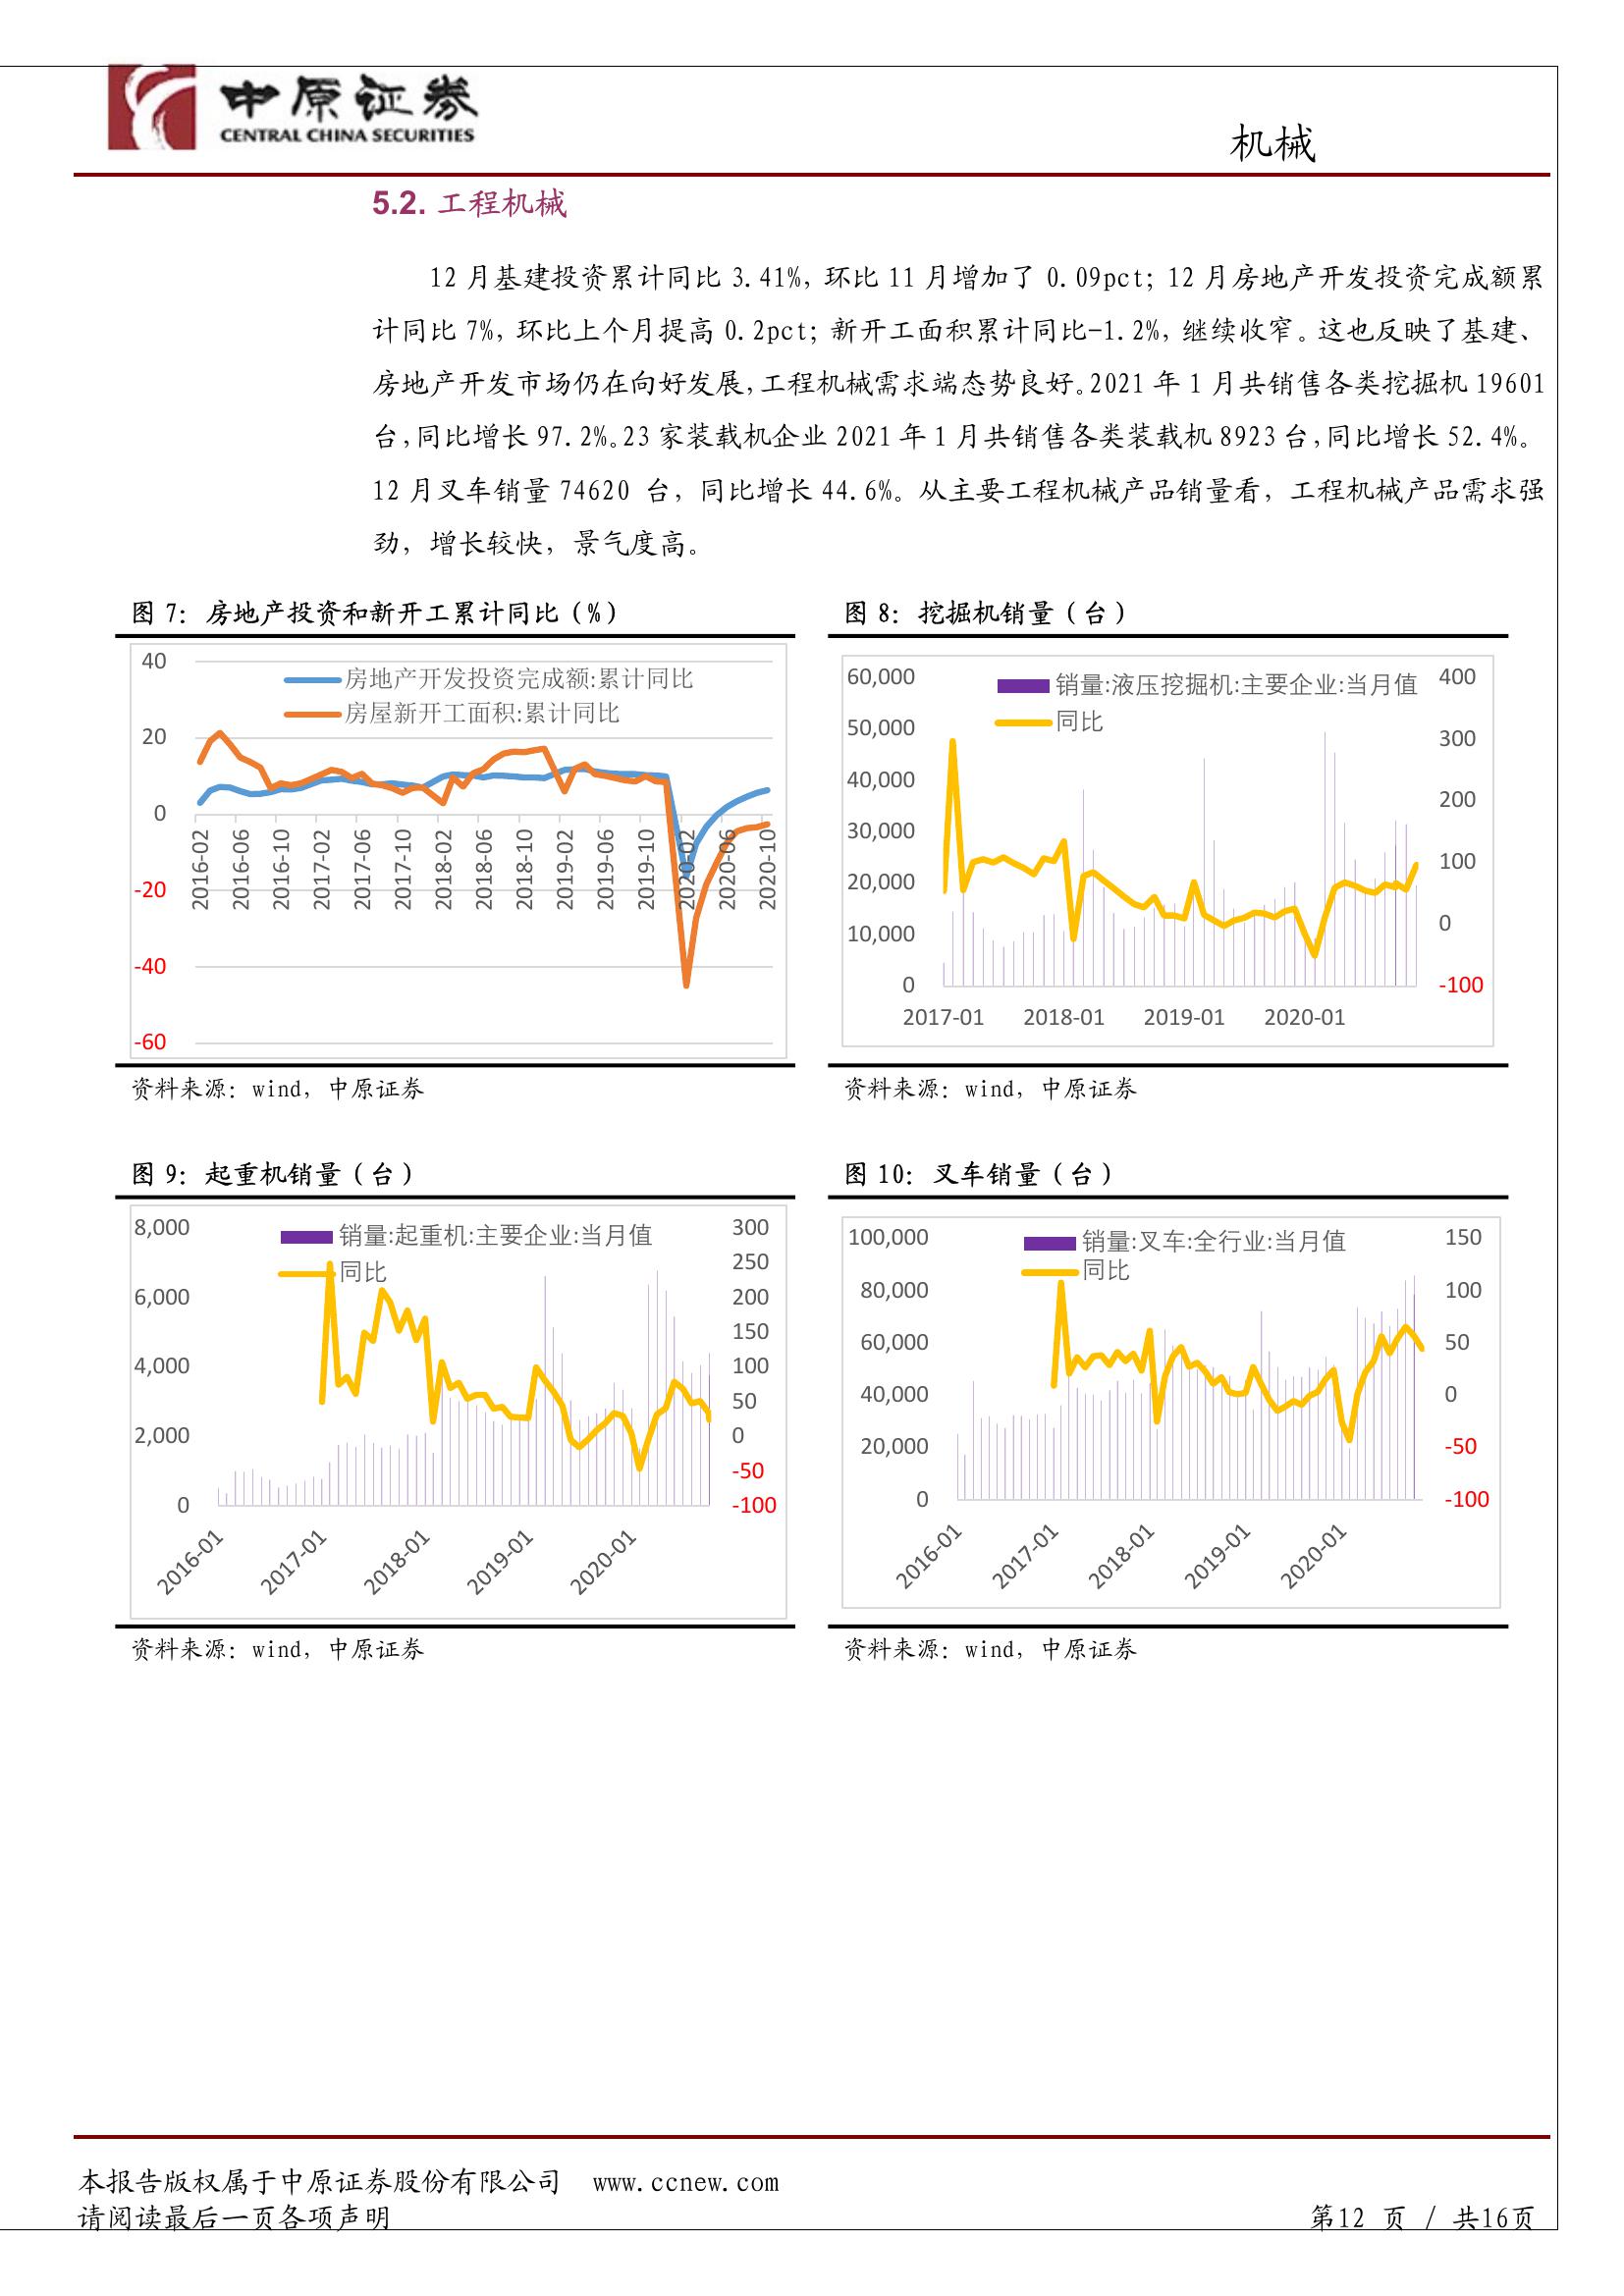 中原证券
CENTRAL CHINA SECURITIES
机械
5.2. 工程机械
12 月基建投资累计同比 3.41%, 环比 11 月增加了 0.09pct; 12 月房地产开发投资完成额累
计同比 7%, 环比上个月提高 0.2pct; 新开工面积累计同比-1.2%, 继续收窄。这也反映了基建、
房地产开发市场仍在向好发展,工程机械需求端态势良好。2021 年 1 月共销售各类挖掘机 19601
台,同比增长 97.2%。23 家装载机企业 2021 年 1 月共销售各类装载机 8923 台,同比增长 52.4%。
12 月叉车销量 74620 台, 同比增长 44.6%。从主要工程机械产品销量看, 工程机械产品需求强
劲, 增长较快, 景气度高。
图 7: 房地产投资和新开工累计同比(%)
40
20
0
-20
-40
-60
房地产开发投资完成额:累计同比
房屋新开工面积:累计同比
2016-02
2016-06
2016-10
2017-02
2017-06
2017-10
2018-02
2018-06
2018-10
2019-02
2019-06
2019-10
2020-02
2020-06
2020-10
资料来源: wind, 中原证券
图 8: 挖掘机销量(台)
60,000
50,000
40,000
30,000
20,000
10,000
0
销量:液压挖掘机:主要企业:当月值
同比
400
300
200
100
0
-100
2017-01
2018-01
2019-01
2020-01
资料来源: wind, 中原证券
图 9: 起重机销量(台)
8,000
6,000
4,000
2,000
0
销量:起重机:主要企业:当月值
同比
300
250
200
150
100
50
0
-50
-100
2016-01
2017-01
2018-01
2019-01
2020-01
资料来源: wind, 中原证券
图 10: 叉车销量(台)
100,000
80,000
60,000
40,000
20,000
0
销量:叉车:全行业:当月值
同比
150
100
50
0
-50
-100
2016-01
2017-01
2018-01
2019-01
2020-01
资料来源: wind, 中原证券
本报告版权属于中原证券股份有限公司 www.ccnew.com
请阅读最后一页各项声明
第12 页 / 共16页